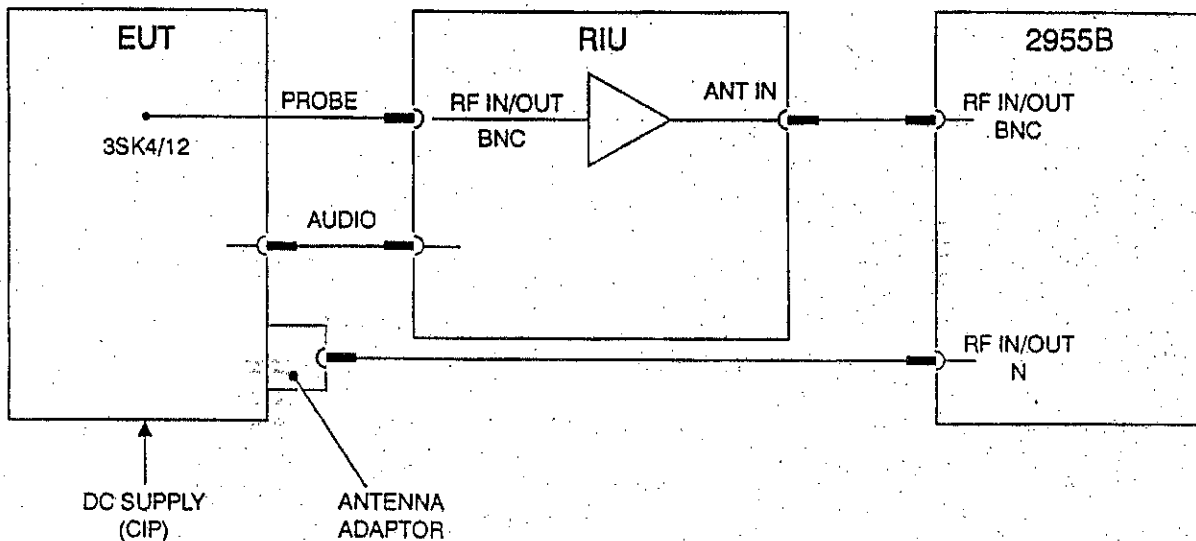 EUT
RIU
2955B
PROBE
RF IN/OUT
BNC
ANT IN
RF IN/OUT
BNC
3SK4/12
AUDIO
RF IN/OUT
N
DC SUPPLY
(CIP)
ANTENNA
ADAPTOR